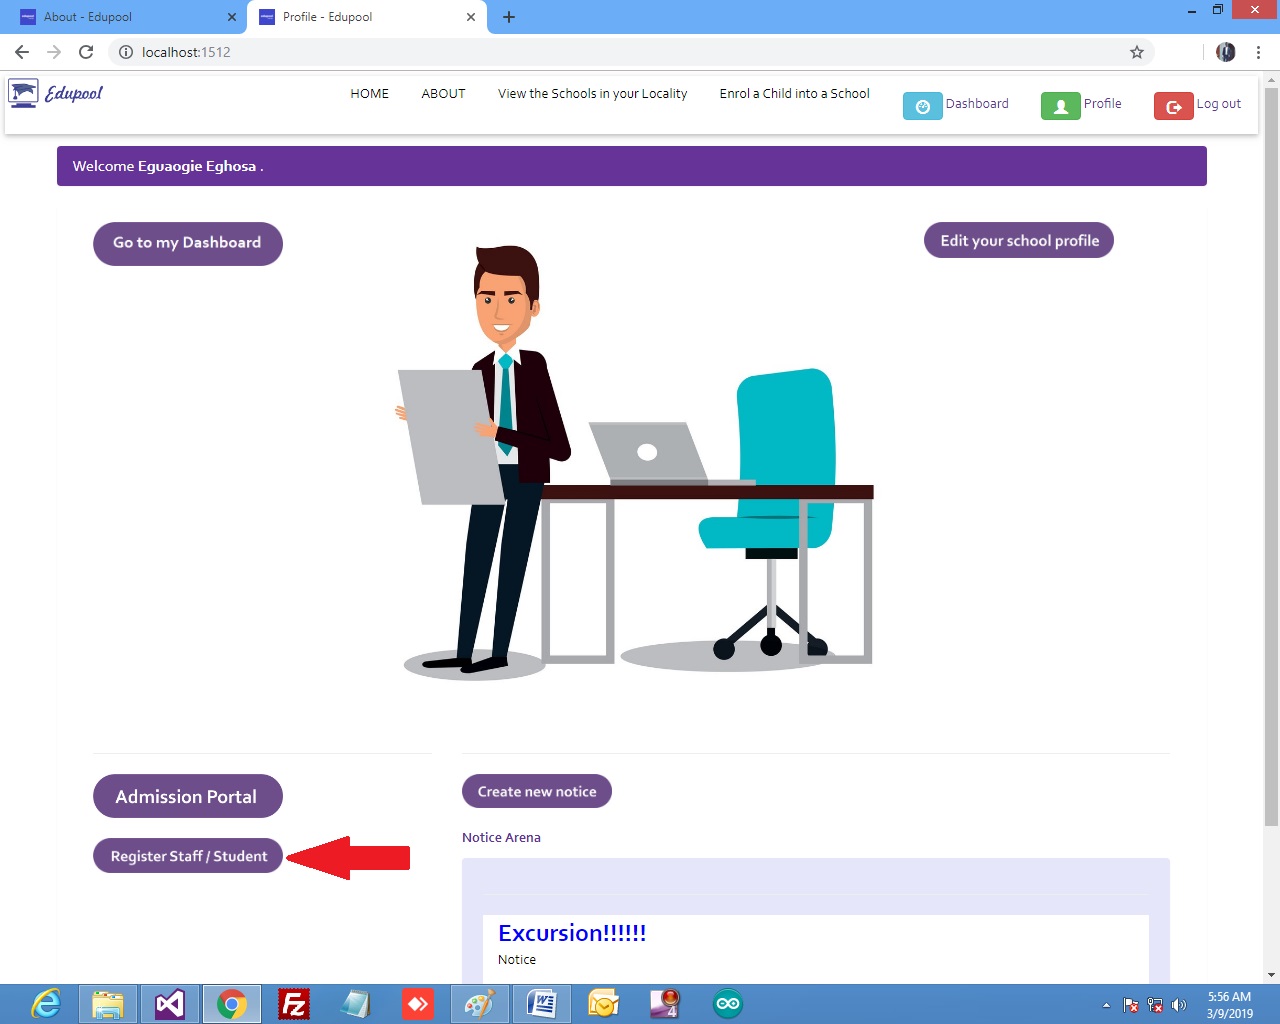 About - Edupool
Profile - Edupool
localhost:1512
Edupool
HOME
ABOUT
View the Schools in your Locality
Enrol a Child into a School
Dashboard
Profile
Log out
Welcome Eguaogie Eghosa .
Go to my Dashboard
Edit your school profile
Admission Portal
Create new notice
Register Staff / Student
Notice Arena
Excursion!!!!!!
Notice
5:56 AM
3/9/2019